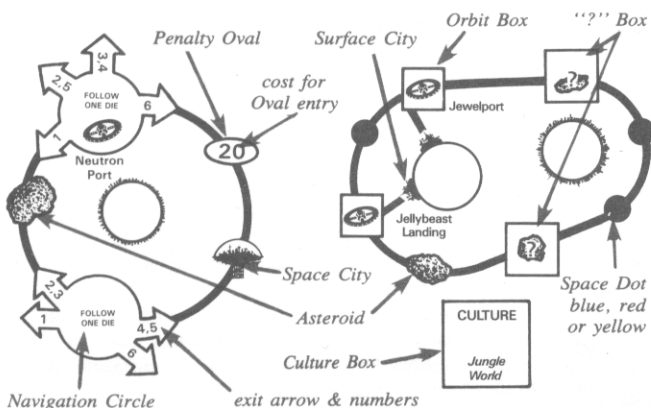 Penalty Oval
Surface City
Orbit Box
"?" Box
3,4
2,5
FOLLOW
ONE DIE
6
1
Neutron
Port
cost for
Oval entry
20
Jewelport
?
Jellybeast
Landing
?
Space City
Asteroid
Space Dot
blue, red
or yellow
2,3
1
FOLLOW
ONE DIE
4,5
6
CULTURE
Jungle
World
Culture Box
Navigation Circle
exit arrow & numbers